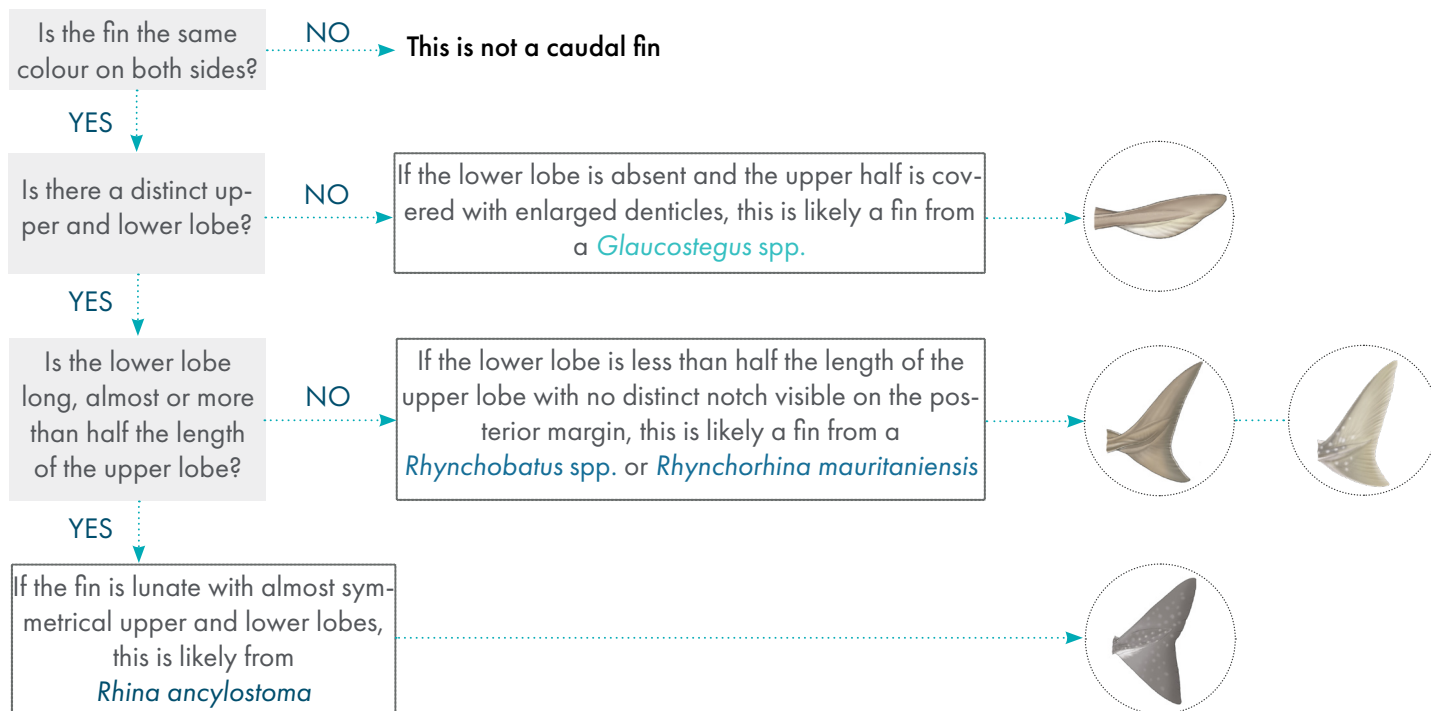 Is the fin the same
colour on both sides?
NO
This is not a caudal fin
YES
Is there a distinct up-
per and lower lobe?
NO
If the lower lobe is absent and the upper half is cov-
ered with enlarged denticles, this is likely a fin from
a Glaucostegus spp.
YES
Is the lower lobe
long, almost or more
than half the length
of the upper lobe?
NO
If the lower lobe is less than half the length of the
upper lobe with no distinct notch visible on the pos-
terior margin, this is likely a fin from a
Rhynchobatus spp. or Rhynchorhina mauritaniensis
YES
If the fin is lunate with almost sym-
metrical upper and lower lobes,
this is likely from
Rhina ancylostoma